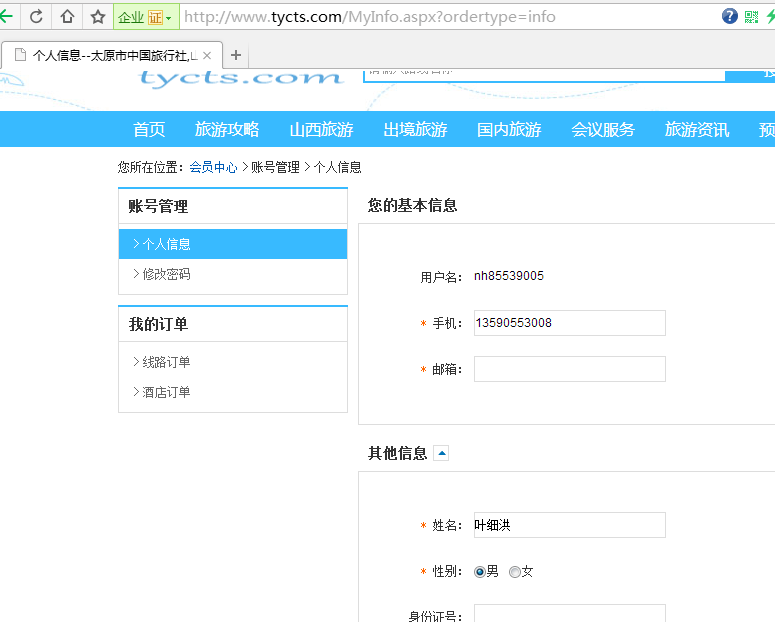 企业 证 http://www.tycts.com/MyInfo.aspx?ordertype=info
个人信息--太原市中国旅行社,
tycts.com
首页 旅游攻略 山西旅游 出境旅游 国内旅游 会议服务 旅游资讯 预
您所在位置：会员中心 > 账号管理 > 个人信息
账号管理
> 个人信息
> 修改密码
我的订单
> 线路订单
> 酒店订单
您的基本信息
用户名： nh85539005
* 手机： 13590553008
* 邮箱：
其他信息
* 姓名： 叶细洪
* 性别： 男 女
身份证号：